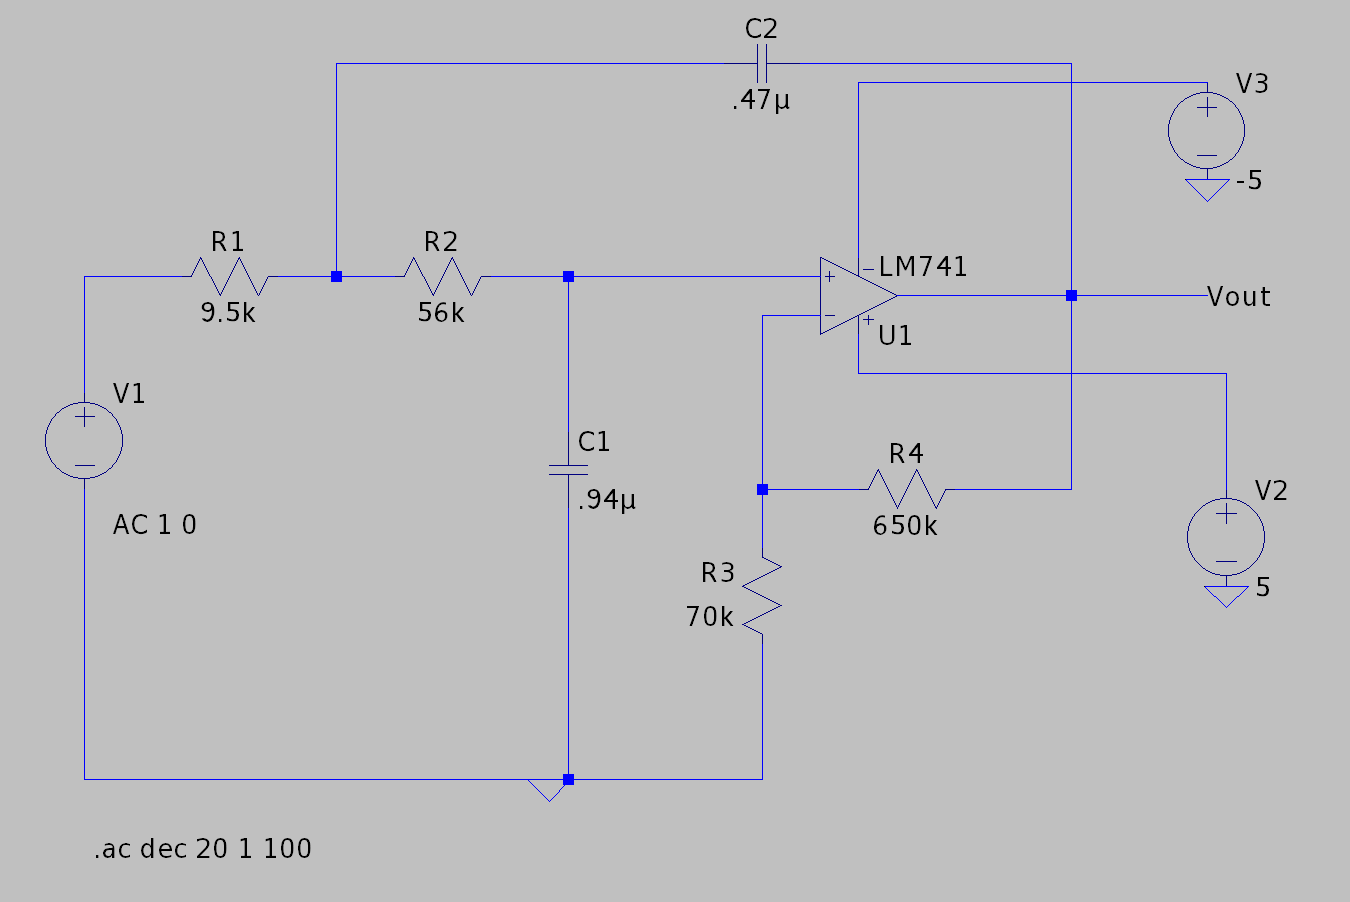 C2
.47µ
V3
-5
R1
9.5k
R2
56k
+
−
−
+
LM741
U1
Vout
V1
+
−
AC 1 0
C1
.94µ
R4
650k
V2
+
−
5
R3
70k
+
−
.ac dec 20 1 100